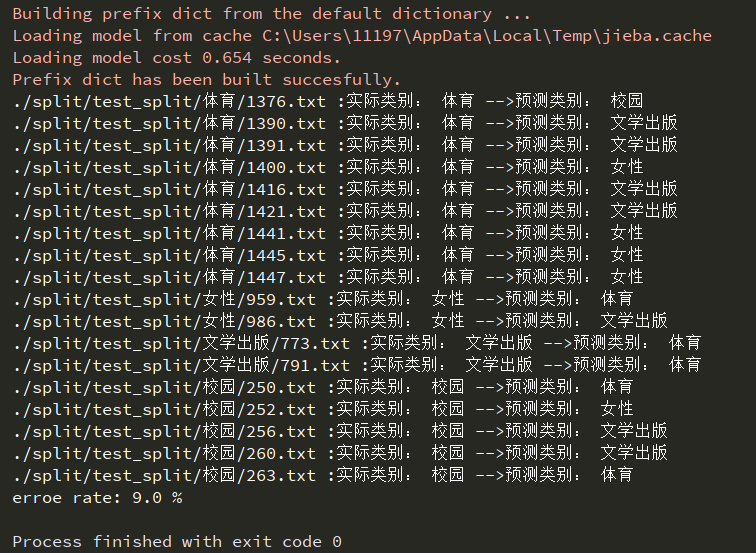 Building prefix dict from the default dictionary ...
Loading model from cache C:\Users\11197\AppData\Local\Temp\jieba.cache
Loading model cost 0.654 seconds.
Prefix dict has been built succesfully.
./split/test_split/体育/1376.txt :实际类别： 体育 -->预测类别： 校园
./split/test_split/体育/1390.txt :实际类别： 体育 -->预测类别： 文学出版
./split/test_split/体育/1391.txt :实际类别： 体育 -->预测类别： 文学出版
./split/test_split/体育/1400.txt :实际类别： 体育 -->预测类别： 女性
./split/test_split/体育/1416.txt :实际类别： 体育 -->预测类别： 文学出版
./split/test_split/体育/1421.txt :实际类别： 体育 -->预测类别： 文学出版
./split/test_split/体育/1441.txt :实际类别： 体育 -->预测类别： 女性
./split/test_split/体育/1445.txt :实际类别： 体育 -->预测类别： 女性
./split/test_split/体育/1447.txt :实际类别： 体育 -->预测类别： 女性
./split/test_split/女性/959.txt :实际类别： 女性 -->预测类别： 体育
./split/test_split/女性/986.txt :实际类别： 女性 -->预测类别： 文学出版
./split/test_split/文学出版/773.txt :实际类别： 文学出版 -->预测类别： 体育
./split/test_split/文学出版/791.txt :实际类别： 文学出版 -->预测类别： 体育
./split/test_split/校园/250.txt :实际类别： 校园 -->预测类别： 体育
./split/test_split/校园/252.txt :实际类别： 校园 -->预测类别： 女性
./split/test_split/校园/256.txt :实际类别： 校园 -->预测类别： 文学出版
./split/test_split/校园/260.txt :实际类别： 校园 -->预测类别： 文学出版
./split/test_split/校园/263.txt :实际类别： 校园 -->预测类别： 体育
erroe rate: 9.0 %
Process finished with exit code 0